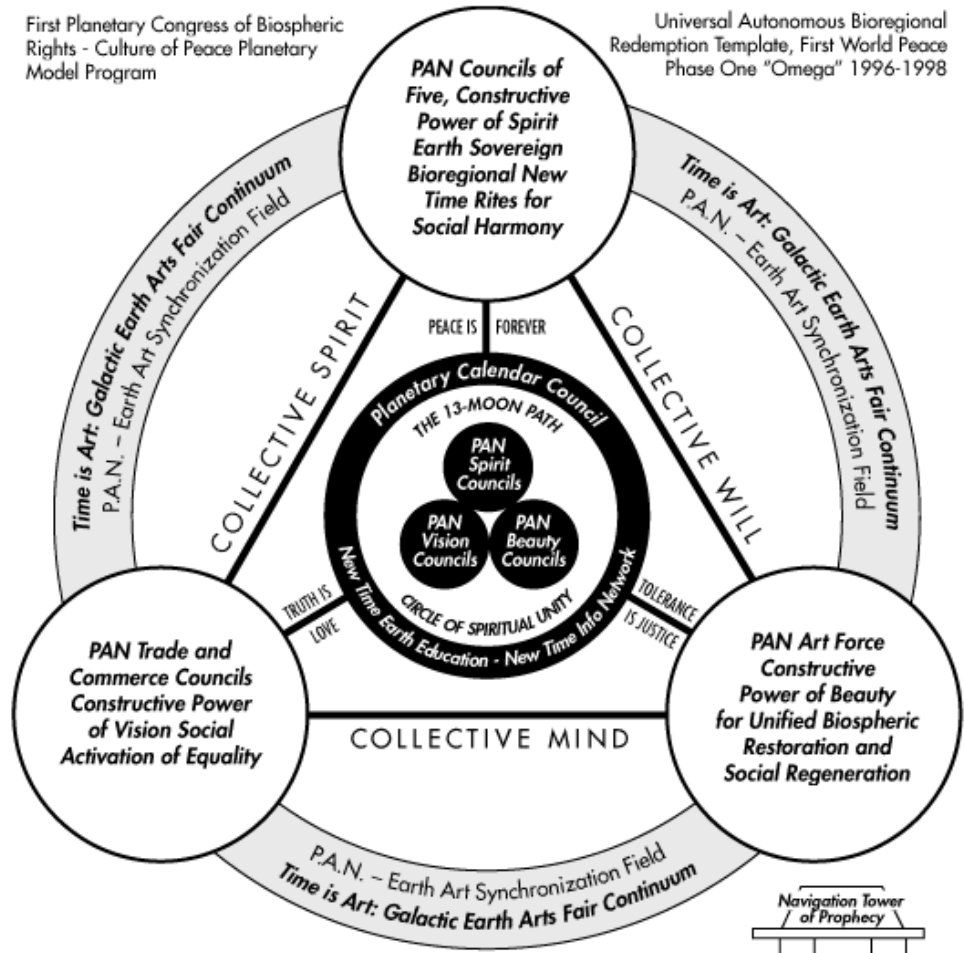 First Planetary Congress of Biospheric
Rights - Culture of Peace Planetary
Model Program
Universal Autonomous Bioregional
Redemption Template, First World Peace
Phase One "Omega" 1996-1998
PAN Councils of
Five, Constructive
Power of Spirit
Earth Sovereign
Bioregional New
Time Rites for
Social Harmony
Time is Art: Galactic Earth Arts Fair Continuum
P.A.N. – Earth Art Synchronization Field
Time is Art: Galactic Earth Arts Fair Continuum
P.A.N. – Earth Art Synchronization Field
COLLECTIVE SPIRIT
COLLECTIVE WILL
PEACE IS
FOREVER
Planetary Calendar Council
THE 13-MOON PATH
PAN
Spirit
Councils
PAN
Vision
Councils
PAN
Beauty
Councils
CIRCLE OF SPIRITUAL UNITY
New Time Earth Education - New Time Info Network
TRUTH IS
LOVE
TOLERANCE
IS JUSTICE
PAN Trade and
Commerce Councils
Constructive Power
of Vision Social
Activation of Equality
PAN Art Force
Constructive
Power of Beauty
for Unified Biospheric
Restoration and
Social Regeneration
COLLECTIVE MIND
P.A.N. – Earth Art Synchronization Field
Time is Art: Galactic Earth Arts Fair Continuum
Navigation Tower
of Prophecy